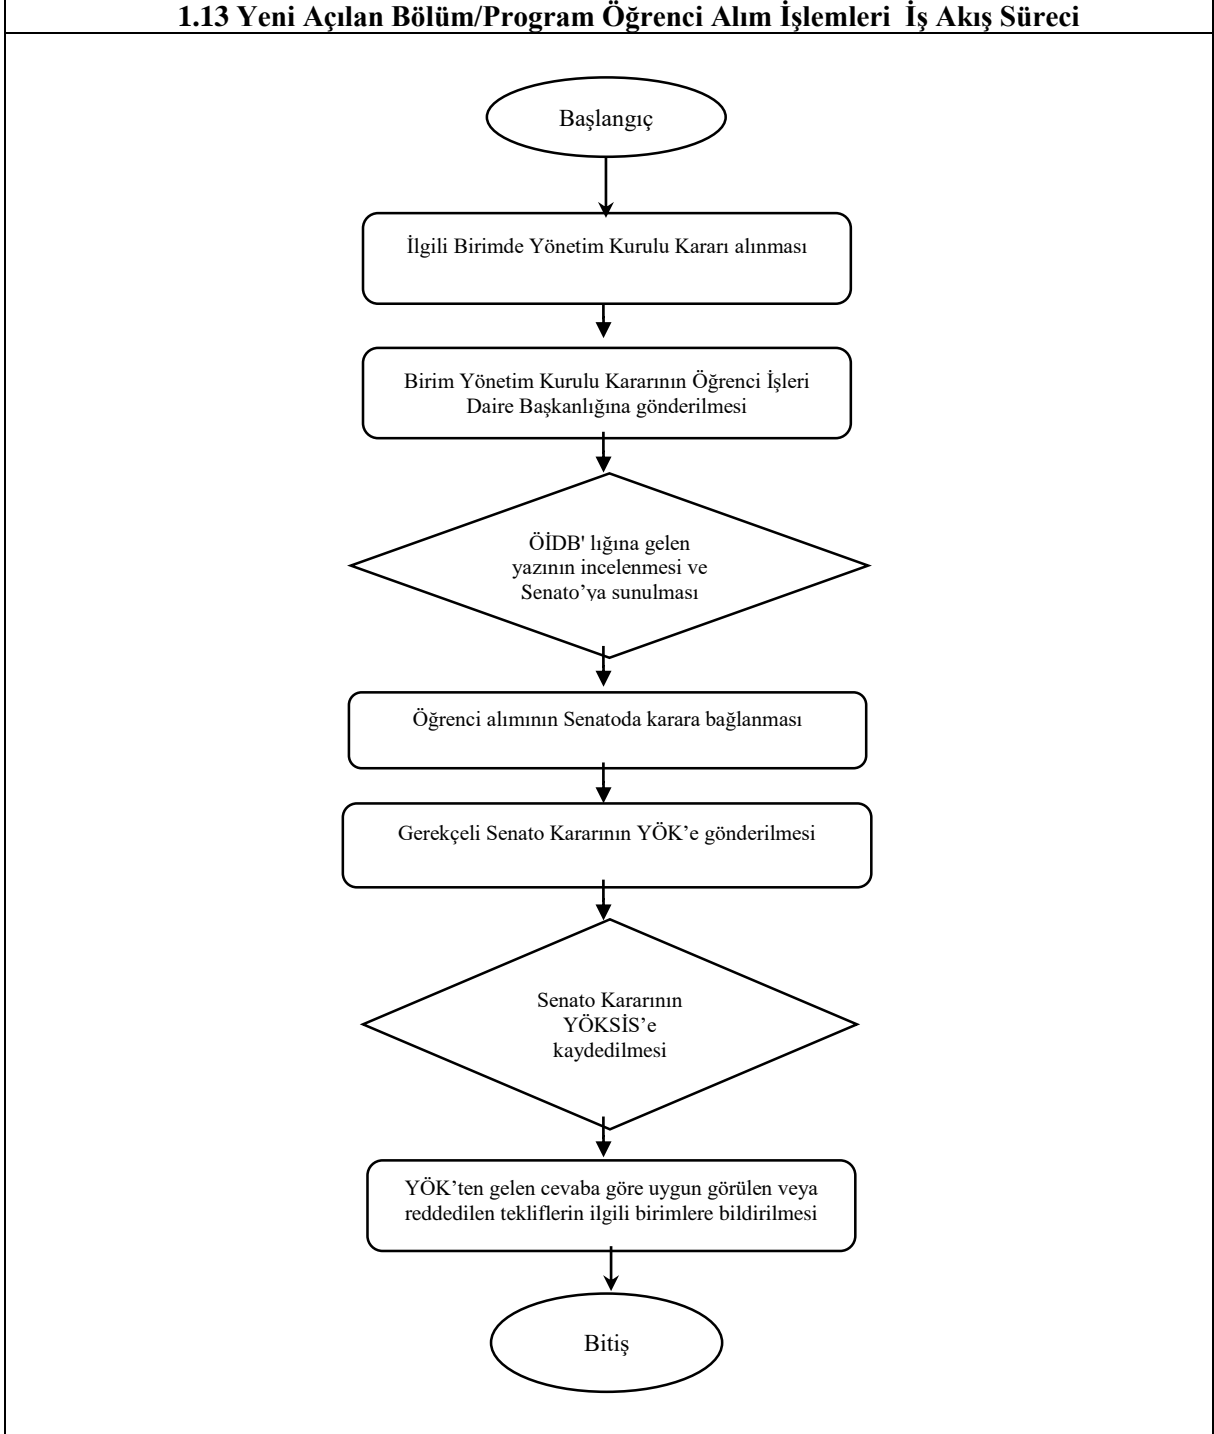 1.13 Yeni Açılan Bölüm/Program Öğrenci Alım İşlemleri  İş Akış Süreci
Başlangıç
İlgili Birimde Yönetim Kurulu Kararı alınması
Birim Yönetim Kurulu Kararının Öğrenci İşleri
Daire Başkanlığına gönderilmesi
ÖİDB' lığına gelen
yazının incelenmesi ve
Senato’ya sunulması
Öğrenci alımının Senatoda karara bağlanması
Gerekçeli Senato Kararının YÖK’e gönderilmesi
Senato Kararının
YÖKSİS’e
kaydedilmesi
YÖK’ten gelen cevaba göre uygun görülen veya
reddedilen tekliflerin ilgili birimlere bildirilmesi
Bitiş